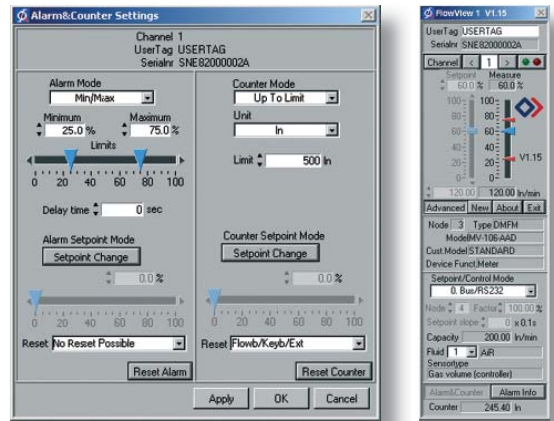 Alarm&Counter Settings
Channel 1
UserTag USERTAG
Serialnr SNE82000002A
Alarm Mode
Min/Max
Minimum Maximum
25.0 % 75.0 %
Limits
0 20 40 60 80 100
Delay time 0 sec
Alarm Setpoint Mode
Setpoint Change
0.0 %
0 20 40 60 80 100
Reset No Reset Possible
Reset Alarm
Counter Mode
Up To Limit
Unit
ln
Limit 500 ln
Counter Setpoint Mode
Setpoint Change
0.0 %
0 20 40 60 80 100
Reset Flowb/Keyb/Ext
Reset Counter
Apply OK Cancel
FlowView 1 V1.15
UserTag USERTAG
Serialnr SNE82000002A
Channel < 1 >
Setpoint Measure
60.0 % 60.0 %
100 100
80 80
60 60
40 40
20 20 V1.15
0 0
120.00 120.00 ln/min
Advanced New About Exit
Node 3 Type DMFM
Model MV-106-AAD
Cust.Model STANDARD
Device Funct. Meter
Setpoint/Control Mode
0. Bus/RS232
Node 4 Factor 100.00 %
Setpoint slope 0 x 0.1s
Capacity 200.00 ln/min
Fluid 1 AiR
Sensortype
Gas volume (controller)
Alarm&Counter Alarm Info
Counter 245.40 ln